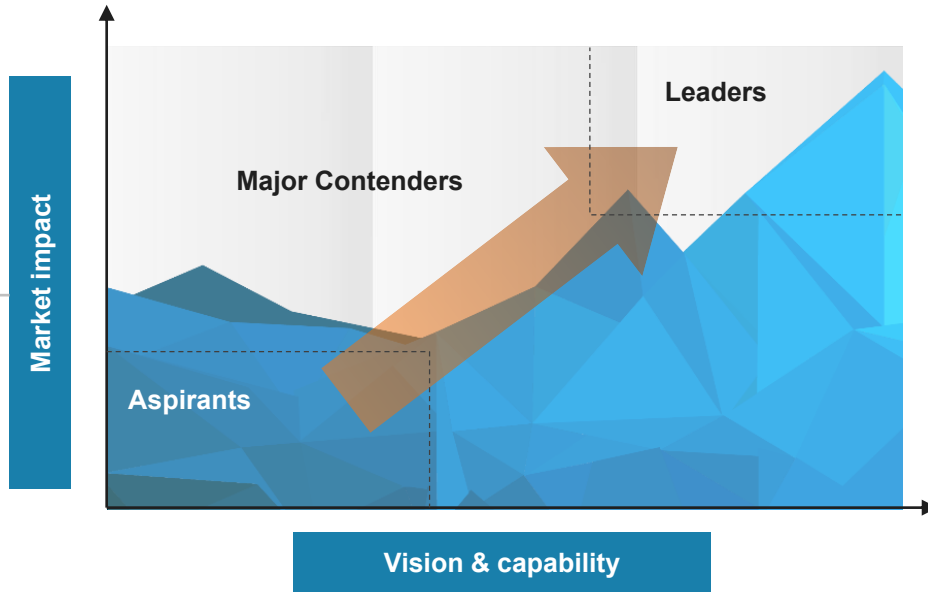 Leaders
Major Contenders
Market impact
Aspirants
Vision & capability